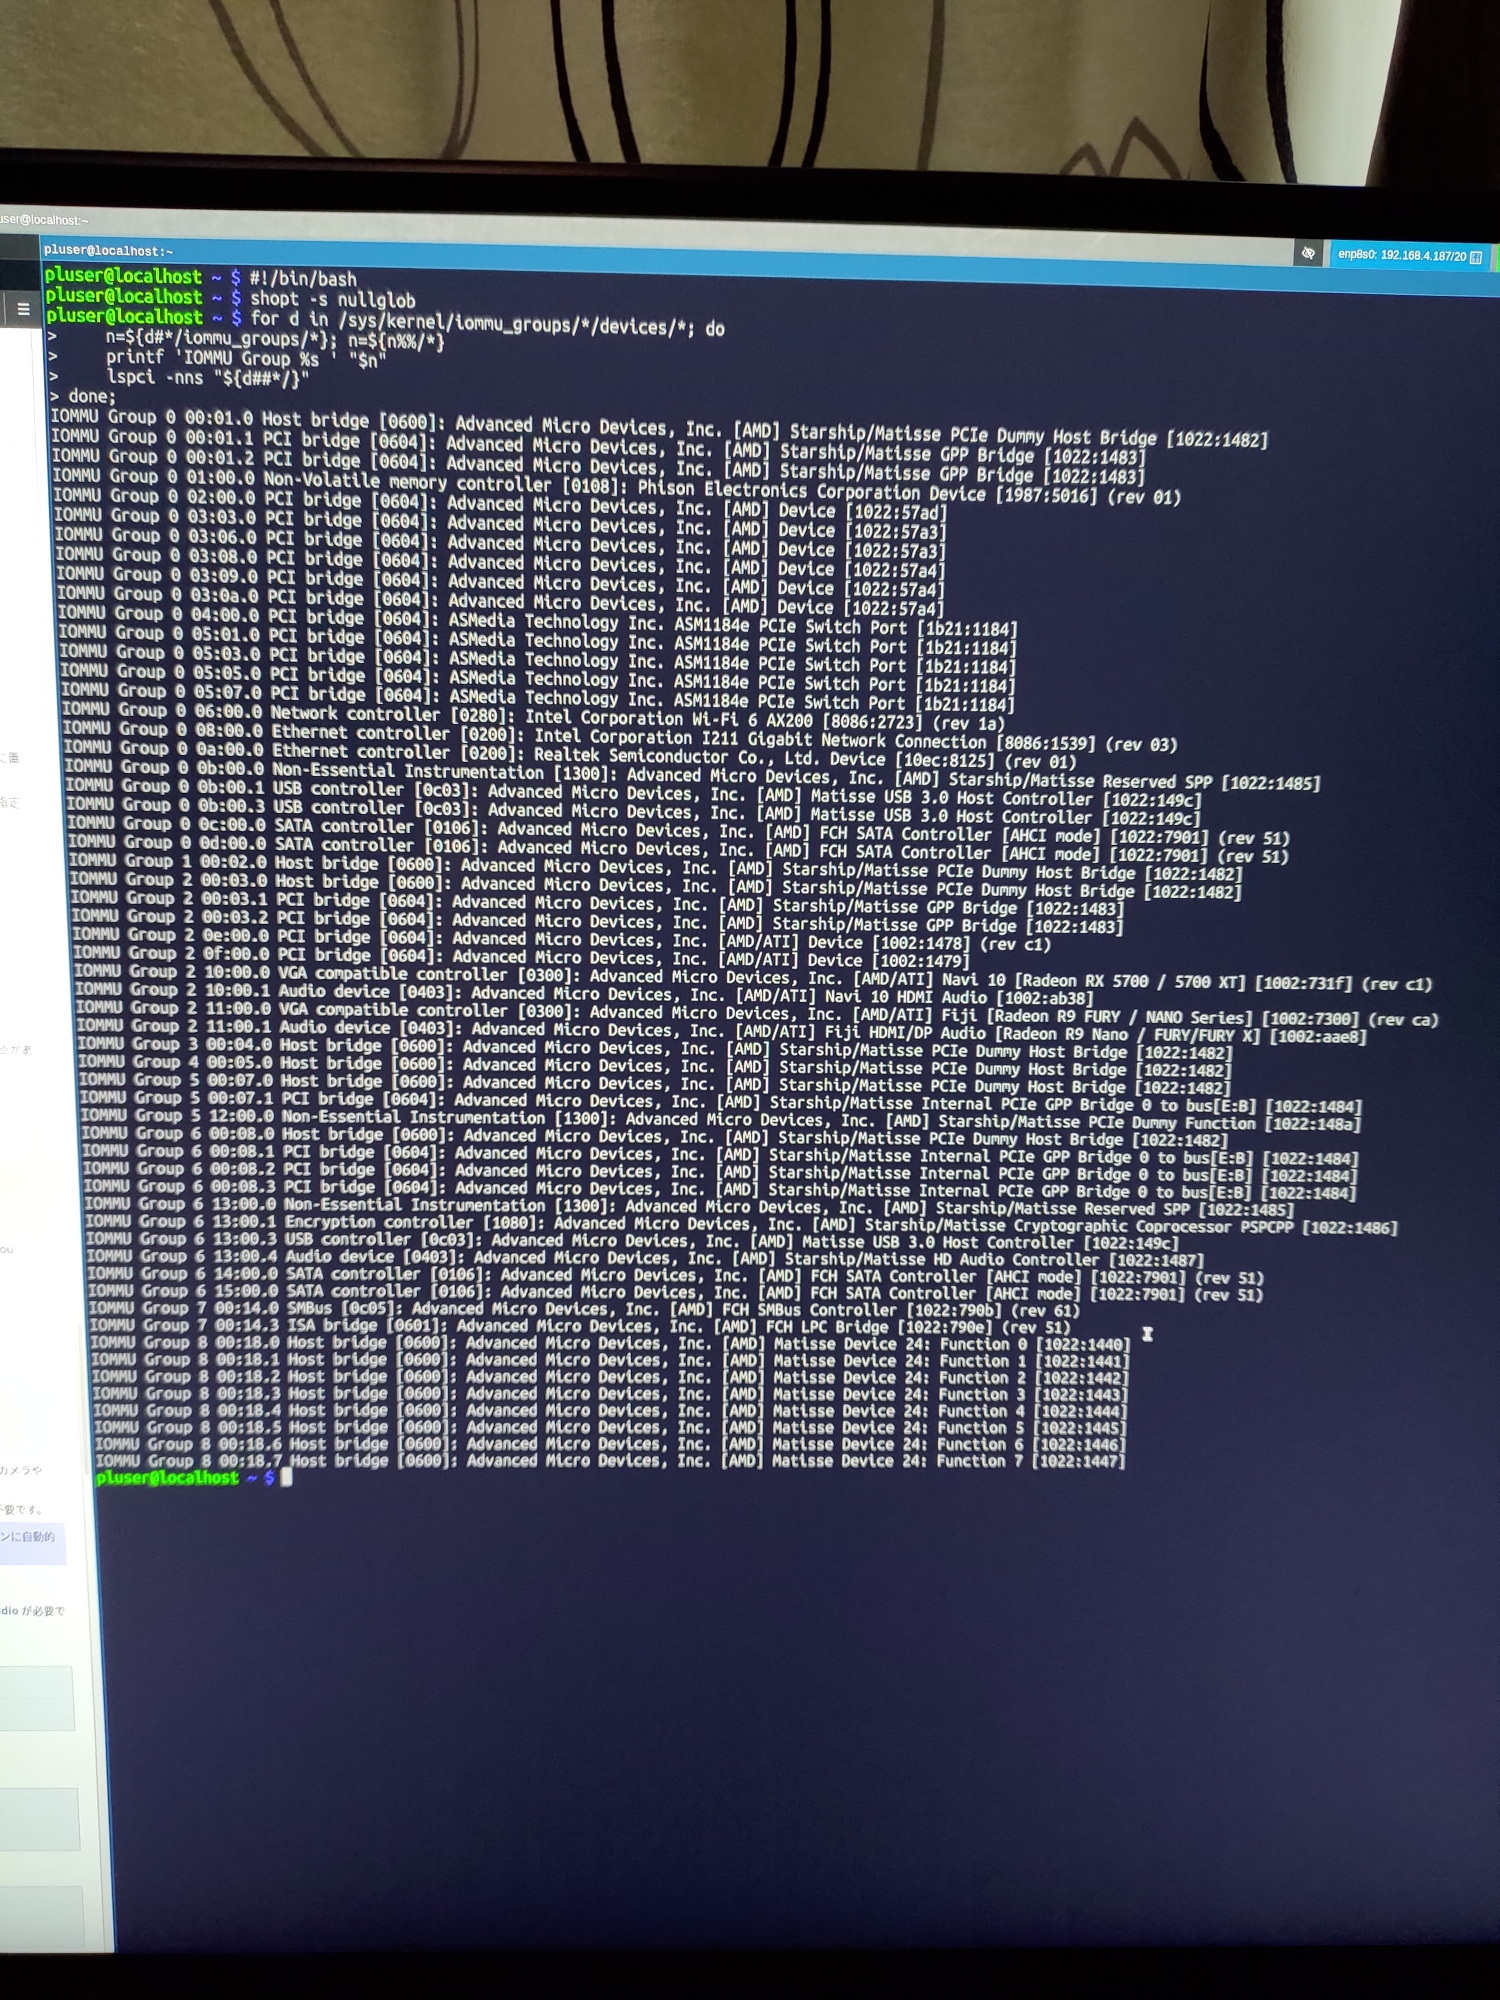 user@localhost:~
pluser@localhost:~
enp8s0: 192.168.4.187/20
pluser@localhost ~ $ #!/bin/bash
pluser@localhost ~ $ shopt -s nullglob
pluser@localhost ~ $ for d in /sys/kernel/iommu_groups/*/devices/*; do
>     n=${d#*/iommu_groups/*}; n=${n%%/*}
>     printf 'IOMMU Group %s ' "$n"
>     lspci -nns "${d##*/}"
> done;
IOMMU Group 0 00:01.0 Host bridge [0600]: Advanced Micro Devices, Inc. [AMD] Starship/Matisse PCIe Dummy Host Bridge [1022:1482]
IOMMU Group 0 00:01.1 PCI bridge [0604]: Advanced Micro Devices, Inc. [AMD] Starship/Matisse GPP Bridge [1022:1483]
IOMMU Group 0 00:01.2 PCI bridge [0604]: Advanced Micro Devices, Inc. [AMD] Starship/Matisse GPP Bridge [1022:1483]
IOMMU Group 0 01:00.0 Non-Volatile memory controller [0108]: Phison Electronics Corporation Device [1987:5016] (rev 01)
IOMMU Group 0 02:00.0 PCI bridge [0604]: Advanced Micro Devices, Inc. [AMD] Device [1022:57ad]
IOMMU Group 0 03:03.0 PCI bridge [0604]: Advanced Micro Devices, Inc. [AMD] Device [1022:57a3]
IOMMU Group 0 03:06.0 PCI bridge [0604]: Advanced Micro Devices, Inc. [AMD] Device [1022:57a3]
IOMMU Group 0 03:08.0 PCI bridge [0604]: Advanced Micro Devices, Inc. [AMD] Device [1022:57a4]
IOMMU Group 0 03:09.0 PCI bridge [0604]: Advanced Micro Devices, Inc. [AMD] Device [1022:57a4]
IOMMU Group 0 03:0a.0 PCI bridge [0604]: Advanced Micro Devices, Inc. [AMD] Device [1022:57a4]
IOMMU Group 0 04:00.0 PCI bridge [0604]: ASMedia Technology Inc. ASM1184e PCIe Switch Port [1b21:1184]
IOMMU Group 0 05:01.0 PCI bridge [0604]: ASMedia Technology Inc. ASM1184e PCIe Switch Port [1b21:1184]
IOMMU Group 0 05:03.0 PCI bridge [0604]: ASMedia Technology Inc. ASM1184e PCIe Switch Port [1b21:1184]
IOMMU Group 0 05:05.0 PCI bridge [0604]: ASMedia Technology Inc. ASM1184e PCIe Switch Port [1b21:1184]
IOMMU Group 0 05:07.0 PCI bridge [0604]: ASMedia Technology Inc. ASM1184e PCIe Switch Port [1b21:1184]
IOMMU Group 0 06:00.0 Network controller [0280]: Intel Corporation Wi-Fi 6 AX200 [8086:2723] (rev 1a)
IOMMU Group 0 08:00.0 Ethernet controller [0200]: Intel Corporation I211 Gigabit Network Connection [8086:1539] (rev 03)
IOMMU Group 0 0a:00.0 Ethernet controller [0200]: Realtek Semiconductor Co., Ltd. Device [10ec:8125] (rev 01)
IOMMU Group 0 0b:00.0 Non-Essential Instrumentation [1300]: Advanced Micro Devices, Inc. [AMD] Starship/Matisse Reserved SPP [1022:1485]
IOMMU Group 0 0b:00.1 USB controller [0c03]: Advanced Micro Devices, Inc. [AMD] Matisse USB 3.0 Host Controller [1022:149c]
IOMMU Group 0 0b:00.3 USB controller [0c03]: Advanced Micro Devices, Inc. [AMD] Matisse USB 3.0 Host Controller [1022:149c]
IOMMU Group 0 0c:00.0 SATA controller [0106]: Advanced Micro Devices, Inc. [AMD] FCH SATA Controller [AHCI mode] [1022:7901] (rev 51)
IOMMU Group 0 0d:00.0 SATA controller [0106]: Advanced Micro Devices, Inc. [AMD] FCH SATA Controller [AHCI mode] [1022:7901] (rev 51)
IOMMU Group 1 00:02.0 Host bridge [0600]: Advanced Micro Devices, Inc. [AMD] Starship/Matisse PCIe Dummy Host Bridge [1022:1482]
IOMMU Group 2 00:03.0 Host bridge [0600]: Advanced Micro Devices, Inc. [AMD] Starship/Matisse PCIe Dummy Host Bridge [1022:1482]
IOMMU Group 2 00:03.1 PCI bridge [0604]: Advanced Micro Devices, Inc. [AMD] Starship/Matisse GPP Bridge [1022:1483]
IOMMU Group 2 00:03.2 PCI bridge [0604]: Advanced Micro Devices, Inc. [AMD] Starship/Matisse GPP Bridge [1022:1483]
IOMMU Group 2 0e:00.0 PCI bridge [0604]: Advanced Micro Devices, Inc. [AMD/ATI] Device [1002:1478] (rev c1)
IOMMU Group 2 0f:00.0 PCI bridge [0604]: Advanced Micro Devices, Inc. [AMD/ATI] Device [1002:1479]
IOMMU Group 2 10:00.0 VGA compatible controller [0300]: Advanced Micro Devices, Inc. [AMD/ATI] Navi 10 [Radeon RX 5700 / 5700 XT] [1002:731f] (rev c1)
IOMMU Group 2 10:00.1 Audio device [0403]: Advanced Micro Devices, Inc. [AMD/ATI] Navi 10 HDMI Audio [1002:ab38]
IOMMU Group 2 11:00.0 VGA compatible controller [0300]: Advanced Micro Devices, Inc. [AMD/ATI] Fiji [Radeon R9 FURY / NANO Series] [1002:7300] (rev ca)
IOMMU Group 2 11:00.1 Audio device [0403]: Advanced Micro Devices, Inc. [AMD/ATI] Fiji HDMI/DP Audio [Radeon R9 Nano / FURY/FURY X] [1002:aae8]
IOMMU Group 3 00:04.0 Host bridge [0600]: Advanced Micro Devices, Inc. [AMD] Starship/Matisse PCIe Dummy Host Bridge [1022:1482]
IOMMU Group 4 00:05.0 Host bridge [0600]: Advanced Micro Devices, Inc. [AMD] Starship/Matisse PCIe Dummy Host Bridge [1022:1482]
IOMMU Group 5 00:07.0 Host bridge [0600]: Advanced Micro Devices, Inc. [AMD] Starship/Matisse PCIe Dummy Host Bridge [1022:1482]
IOMMU Group 5 00:07.1 PCI bridge [0604]: Advanced Micro Devices, Inc. [AMD] Starship/Matisse Internal PCIe GPP Bridge 0 to bus[E:B] [1022:1484]
IOMMU Group 5 12:00.0 Non-Essential Instrumentation [1300]: Advanced Micro Devices, Inc. [AMD] Starship/Matisse PCIe Dummy Function [1022:148a]
IOMMU Group 6 00:08.0 Host bridge [0600]: Advanced Micro Devices, Inc. [AMD] Starship/Matisse PCIe Dummy Host Bridge [1022:1482]
IOMMU Group 6 00:08.1 PCI bridge [0604]: Advanced Micro Devices, Inc. [AMD] Starship/Matisse Internal PCIe GPP Bridge 0 to bus[E:B] [1022:1484]
IOMMU Group 6 00:08.2 PCI bridge [0604]: Advanced Micro Devices, Inc. [AMD] Starship/Matisse Internal PCIe GPP Bridge 0 to bus[E:B] [1022:1484]
IOMMU Group 6 00:08.3 PCI bridge [0604]: Advanced Micro Devices, Inc. [AMD] Starship/Matisse Internal PCIe GPP Bridge 0 to bus[E:B] [1022:1484]
IOMMU Group 6 13:00.0 Non-Essential Instrumentation [1300]: Advanced Micro Devices, Inc. [AMD] Starship/Matisse Reserved SPP [1022:1485]
IOMMU Group 6 13:00.1 Encryption controller [1080]: Advanced Micro Devices, Inc. [AMD] Starship/Matisse Cryptographic Coprocessor PSPCPP [1022:1486]
IOMMU Group 6 13:00.3 USB controller [0c03]: Advanced Micro Devices, Inc. [AMD] Matisse USB 3.0 Host Controller [1022:149c]
IOMMU Group 6 13:00.4 Audio device [0403]: Advanced Micro Devices, Inc. [AMD] Starship/Matisse HD Audio Controller [1022:1487]
IOMMU Group 6 14:00.0 SATA controller [0106]: Advanced Micro Devices, Inc. [AMD] FCH SATA Controller [AHCI mode] [1022:7901] (rev 51)
IOMMU Group 6 15:00.0 SATA controller [0106]: Advanced Micro Devices, Inc. [AMD] FCH SATA Controller [AHCI mode] [1022:7901] (rev 51)
IOMMU Group 7 00:14.0 SMBus [0c05]: Advanced Micro Devices, Inc. [AMD] FCH SMBus Controller [1022:790b] (rev 61)
IOMMU Group 7 00:14.3 ISA bridge [0601]: Advanced Micro Devices, Inc. [AMD] FCH LPC Bridge [1022:790e] (rev 51)
IOMMU Group 8 00:18.0 Host bridge [0600]: Advanced Micro Devices, Inc. [AMD] Matisse Device 24: Function 0 [1022:1440]
IOMMU Group 8 00:18.1 Host bridge [0600]: Advanced Micro Devices, Inc. [AMD] Matisse Device 24: Function 1 [1022:1441]
IOMMU Group 8 00:18.2 Host bridge [0600]: Advanced Micro Devices, Inc. [AMD] Matisse Device 24: Function 2 [1022:1442]
IOMMU Group 8 00:18.3 Host bridge [0600]: Advanced Micro Devices, Inc. [AMD] Matisse Device 24: Function 3 [1022:1443]
IOMMU Group 8 00:18.4 Host bridge [0600]: Advanced Micro Devices, Inc. [AMD] Matisse Device 24: Function 4 [1022:1444]
IOMMU Group 8 00:18.5 Host bridge [0600]: Advanced Micro Devices, Inc. [AMD] Matisse Device 24: Function 5 [1022:1445]
IOMMU Group 8 00:18.6 Host bridge [0600]: Advanced Micro Devices, Inc. [AMD] Matisse Device 24: Function 6 [1022:1446]
IOMMU Group 8 00:18.7 Host bridge [0600]: Advanced Micro Devices, Inc. [AMD] Matisse Device 24: Function 7 [1022:1447]
pluser@localhost ~ $
に置
指定
点があ
ou
カメラや
不要です。
ンに自動的
dio が必要で